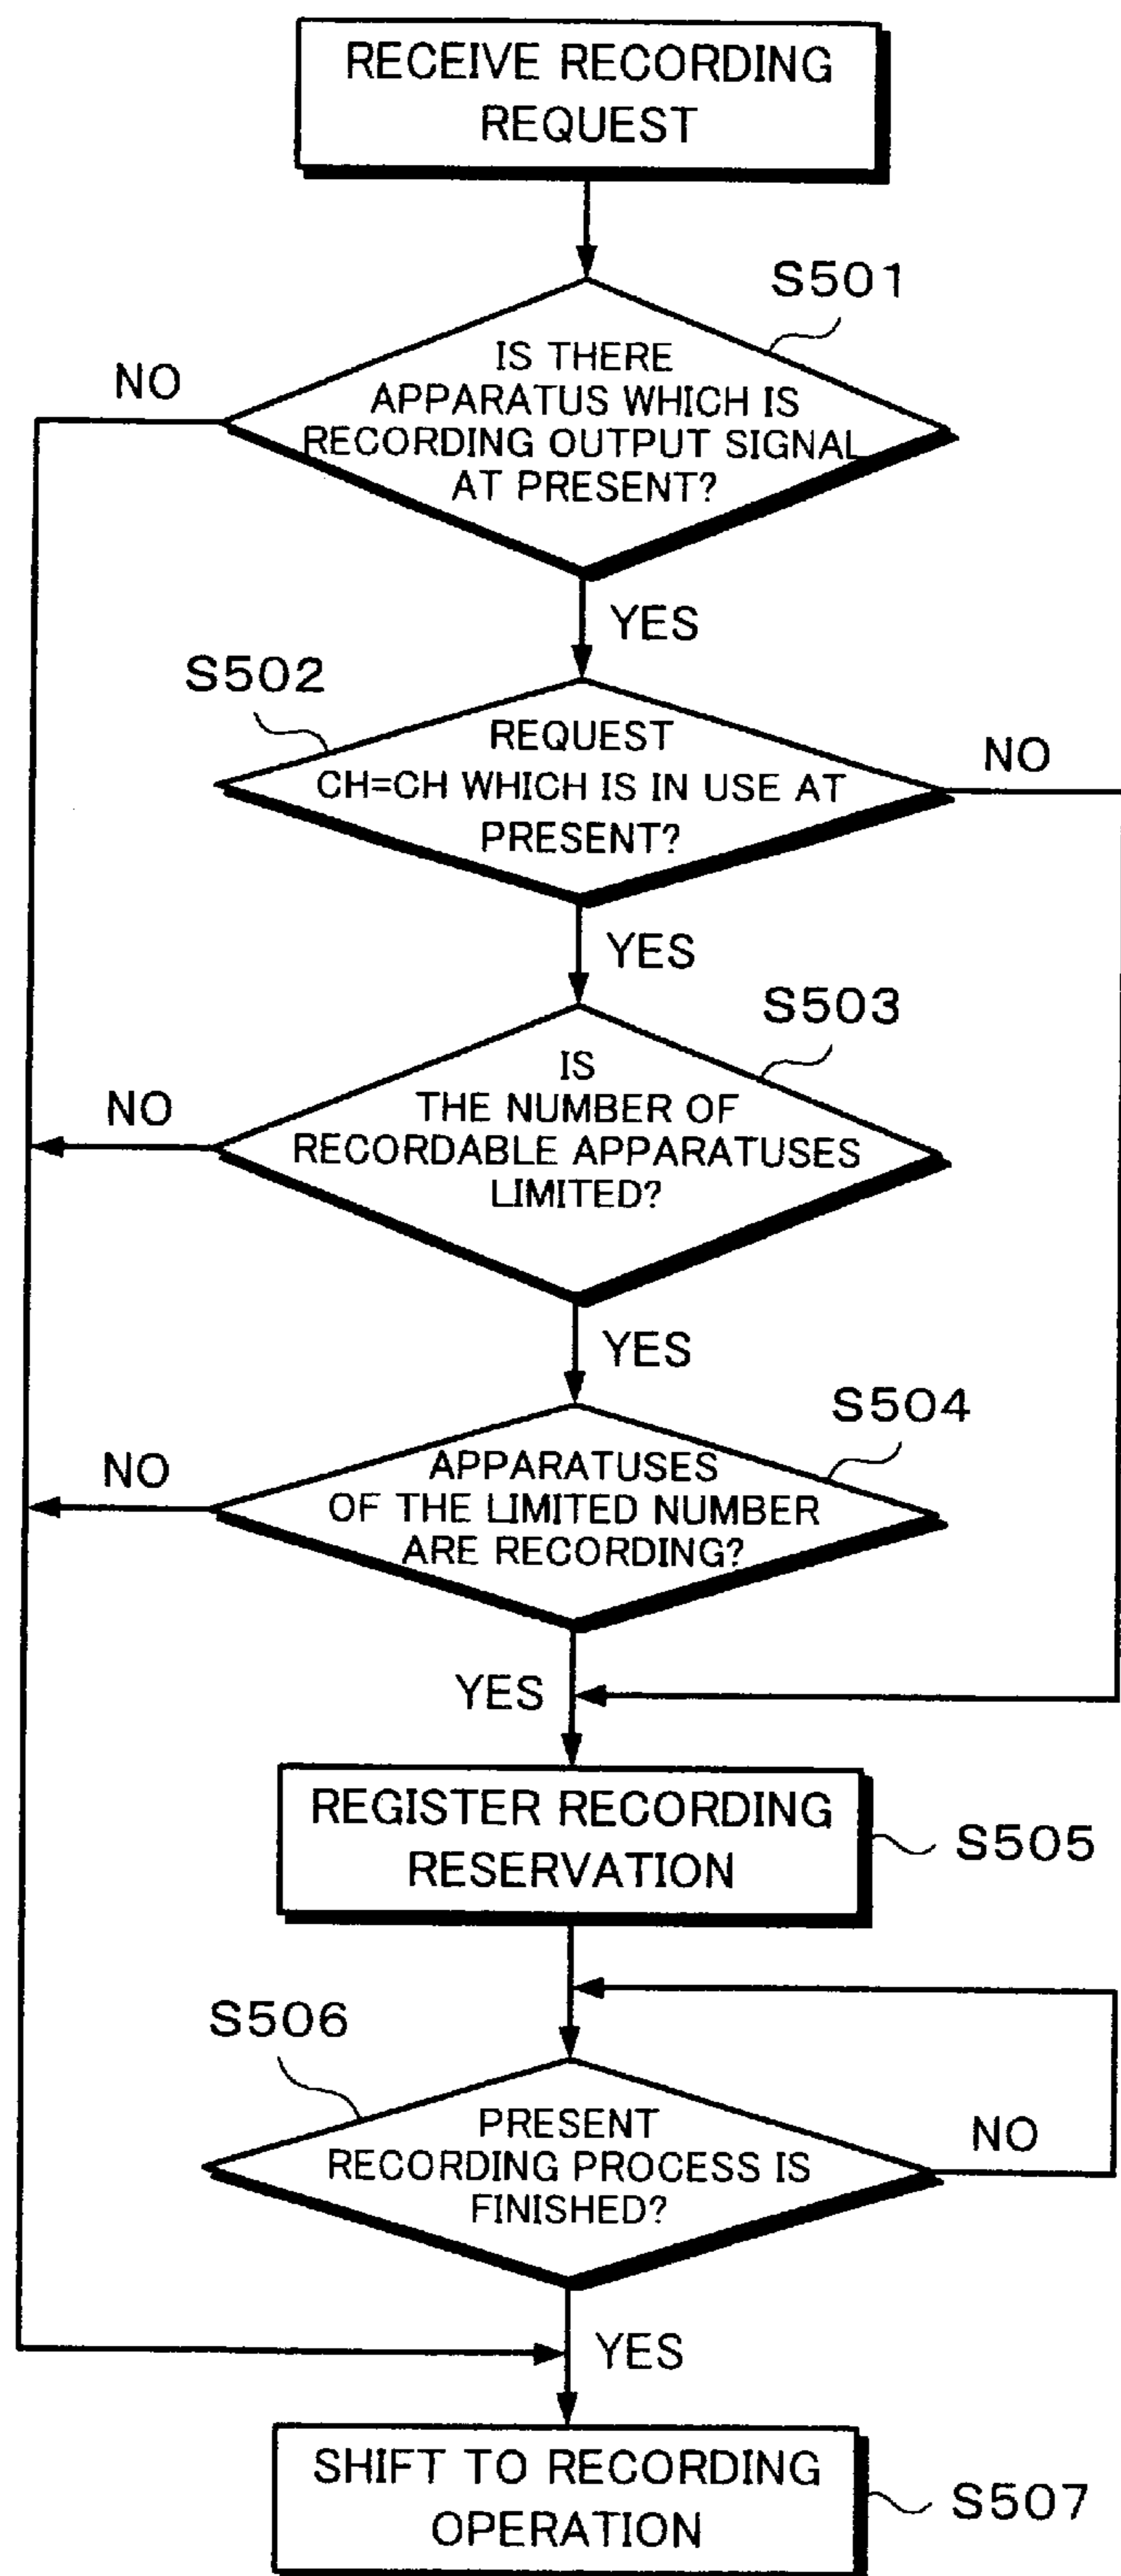 RECEIVE RECORDING
REQUEST
S501
IS THERE
APPARATUS WHICH IS
RECORDING OUTPUT SIGNAL
AT PRESENT?
NO
YES
S502
REQUEST
CH=CH WHICH IS IN USE AT
PRESENT?
NO
YES
S503
IS
THE NUMBER OF
RECORDABLE APPARATUSES
LIMITED?
NO
YES
S504
APPARATUSES
OF THE LIMITED NUMBER
ARE RECORDING?
NO
YES
REGISTER RECORDING
RESERVATION
S505
S506
PRESENT
RECORDING PROCESS IS
FINISHED?
NO
YES
SHIFT TO RECORDING
OPERATION
S507